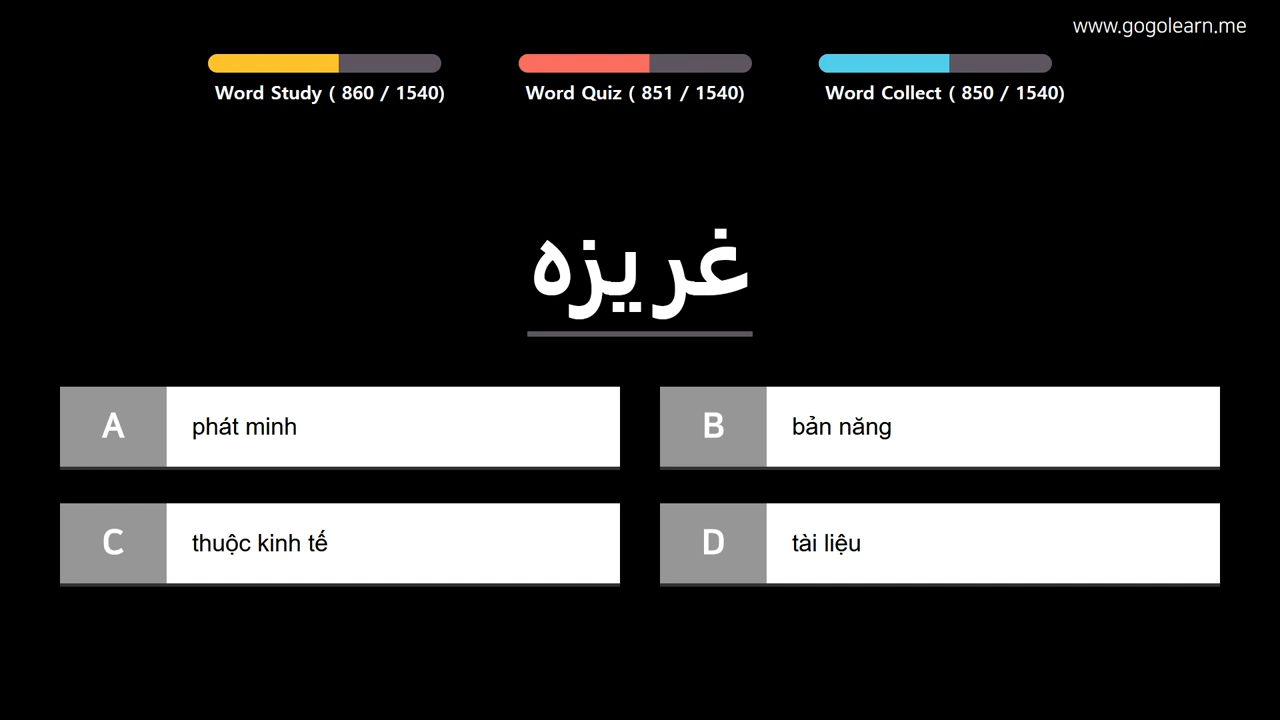 www.gogolearn.me
Word Study ( 860 / 1540)
Word Quiz ( 851 / 1540)
Word Collect ( 850 / 1540)
غریزه
A phát minh
B bản năng
C thuộc kinh tế
D tài liệu